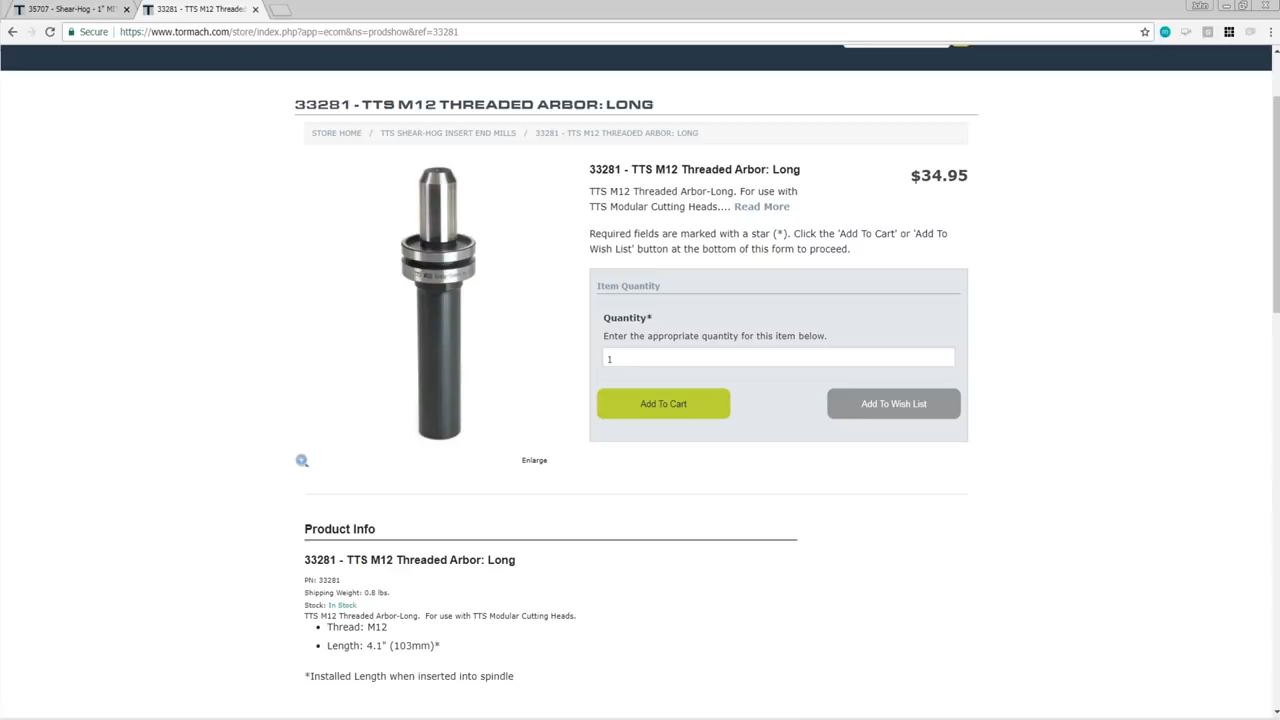 35707 - Shear-Hog - 1" MI
33281 - TTS M12 Threaded
John
Secure
https://www.tormach.com/store/index.php?app=ecom&ns=prodshow&ref=33281
33281 - TTS M12 THREADED ARBOR: LONG
STORE HOME / TTS SHEAR-HOG INSERT END MILLS / 33281 - TTS M12 THREADED ARBOR: LONG
33281 - TTS M12 Threaded Arbor: Long
$34.95
TTS M12 Threaded Arbor-Long. For use with
TTS Modular Cutting Heads.... Read More
Required fields are marked with a star (*). Click the 'Add To Cart' or 'Add To
Wish List' button at the bottom of this form to proceed.
Item Quantity
Quantity*
Enter the appropriate quantity for this item below.
1
Add To Cart
Add To Wish List
Enlarge
Product Info
33281 - TTS M12 Threaded Arbor: Long
PN: 33281
Shipping Weight: 0.8 lbs.
Stock: In Stock
TTS M12 Threaded Arbor-Long. For use with TTS Modular Cutting Heads.
• Thread: M12
• Length: 4.1" (103mm)*
*Installed Length when inserted into spindle